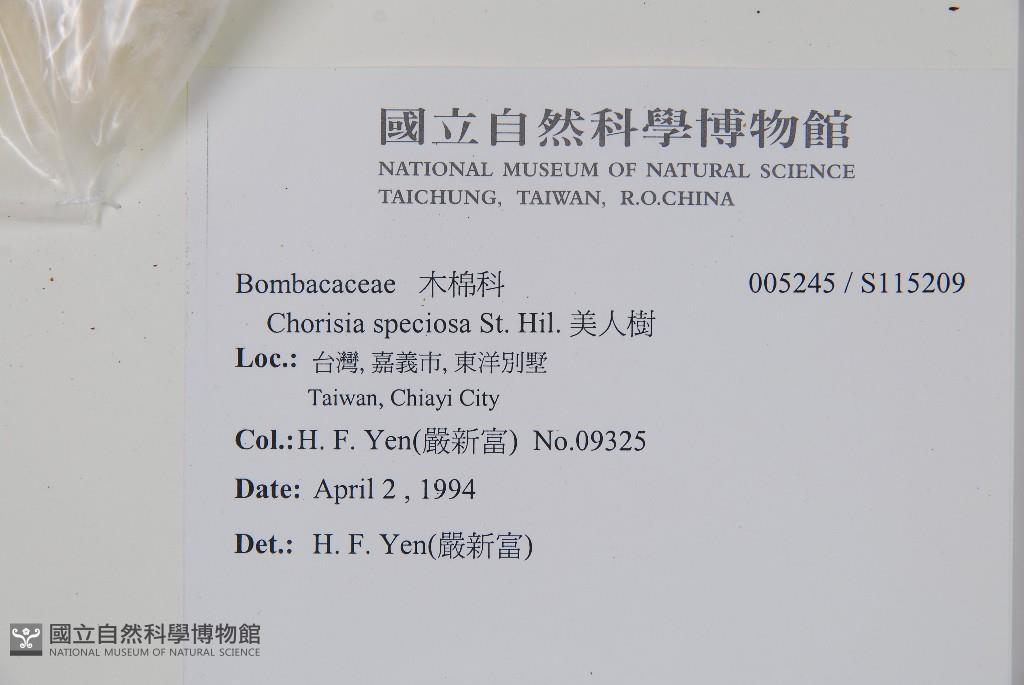 國立自然科學博物館
NATIONAL MUSEUM OF NATURAL SCIENCE
TAICHUNG, TAIWAN, R.O.CHINA
Bombacaceae 木棉科 005245 / S115209
Chorisia speciosa St. Hil. 美人樹
Loc.: 台灣, 嘉義市, 東洋別墅
Taiwan, Chiayi City
Col.:H. F. Yen(嚴新富) No.09325
Date: April 2 , 1994
Det.: H. F. Yen(嚴新富)
國立自然科學博物館
NATIONAL MUSEUM OF NATURAL SCIENCE